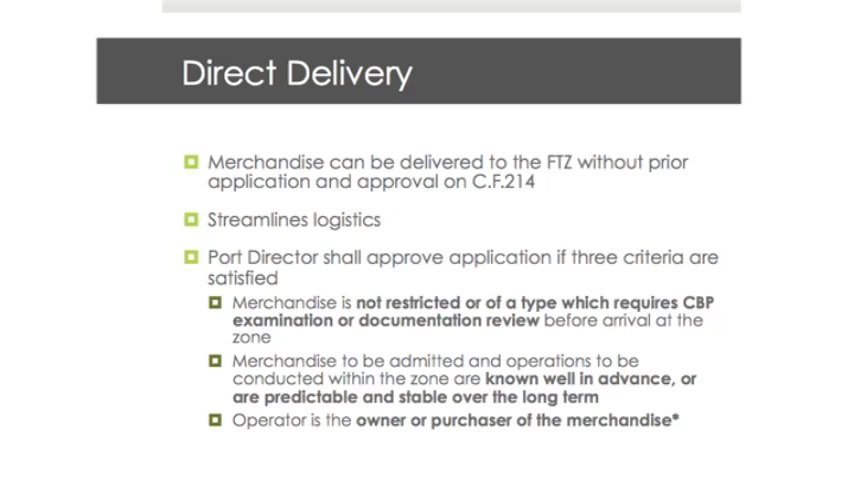 Direct Delivery
Merchandise can be delivered to the FTZ without prior
application and approval on C.F.214
Streamlines logistics
Port Director shall approve application if three criteria are
satisfied
Merchandise is not restricted or of a type which requires CBP
examination or documentation review before arrival at the
zone
Merchandise to be admitted and operations to be
conducted within the zone are known well in advance, or
are predictable and stable over the long term
Operator is the owner or purchaser of the merchandise*